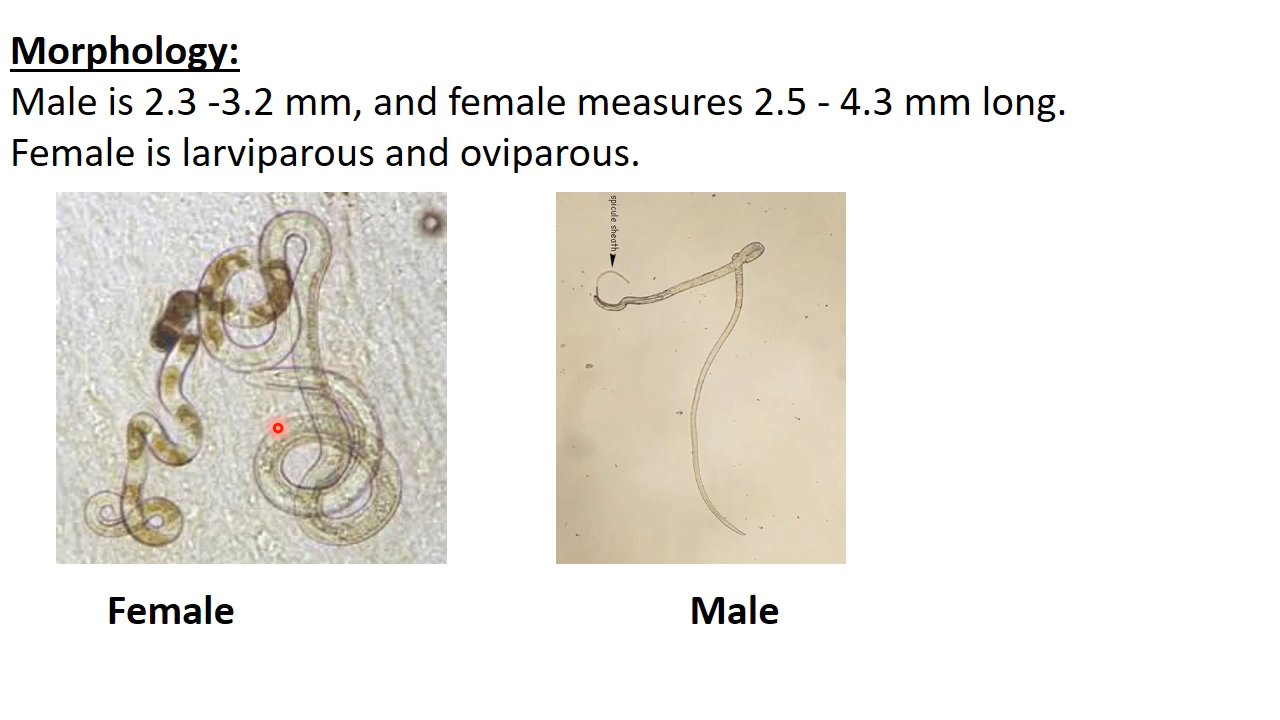 Morphology:
Male is 2.3 -3.2 mm, and female measures 2.5 - 4.3 mm long.
Female is larviparous and oviparous.
spicule sheath
Female
Male